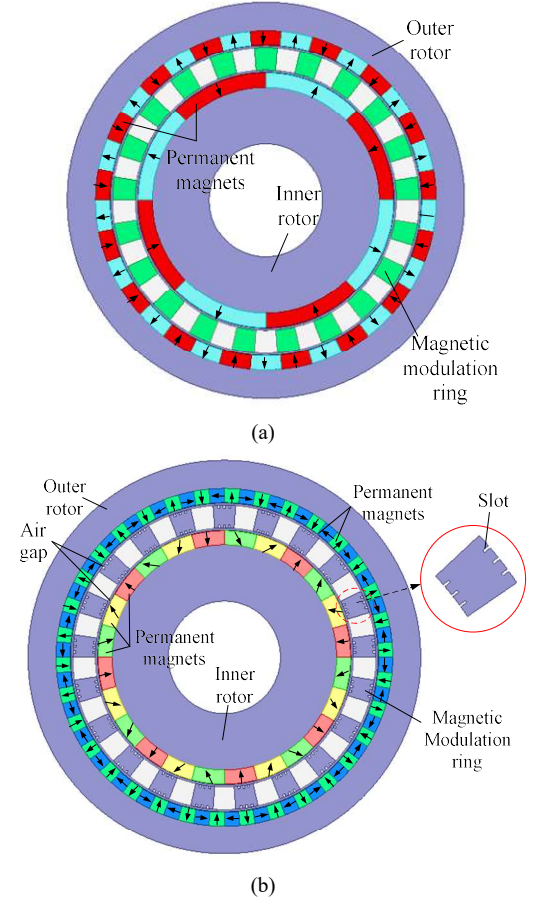 Outer
rotor
Permanent
magnets
Inner
rotor
Magnetic
modulation
ring
(a)
Outer
rotor
Permanent
magnets
Slot
Air
gap
Permanent
magnets
Inner
rotor
Magnetic
Modulation
ring
(b)